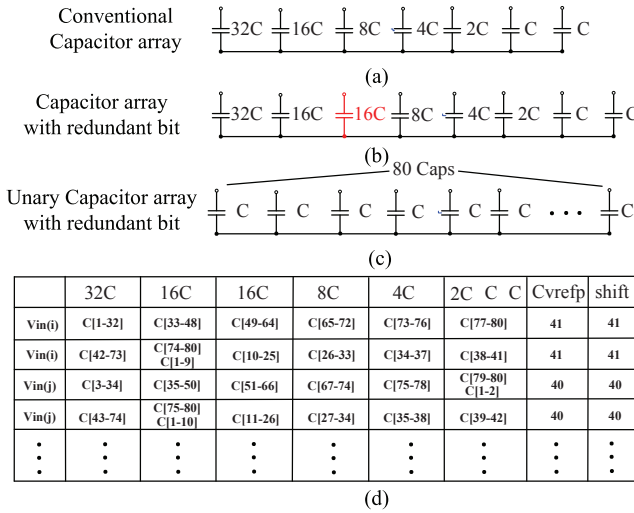 Conventional
Capacitor array
32C 16C 8C 4C 2C C C
(a)
Capacitor array
with redundant bit
32C 16C 16C 8C 4C 2C C C
(b)
80 Caps
Unary Capacitor array
with redundant bit
C C C C C C C
(c)
32C 16C 16C 8C 4C 2C C C Cvrefp shift
Vin(i) C[1-32] C[33-48] C[49-64] C[65-72] C[73-76] C[77-80] 41 41
Vin(i) C[42-73] C[74-80] C[10-25] C[26-33] C[34-37] C[38-41] 41 41
C[1-9]
Vin(j) C[3-34] C[35-50] C[51-66] C[67-74] C[75-78] C[79-80] 40 40
C[1-2]
Vin(j) C[43-74] C[75-80] C[11-26] C[27-34] C[35-38] C[39-42] 40 40
C[1-10]
(d)